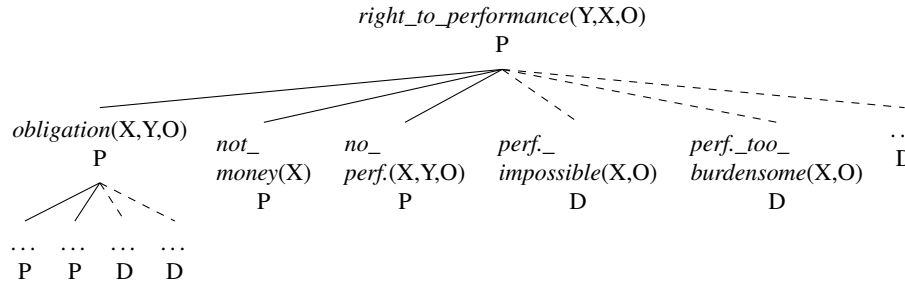 right_to_performance(Y,X,O)
P
obligation(X,Y,O)
P
not_
money(X)
P
no_
perf.(X,Y,O)
P
perf._
impossible(X,O)
D
perf._too_
burdensome(X,O)
D
...
D
... ... ... ...
P P D D